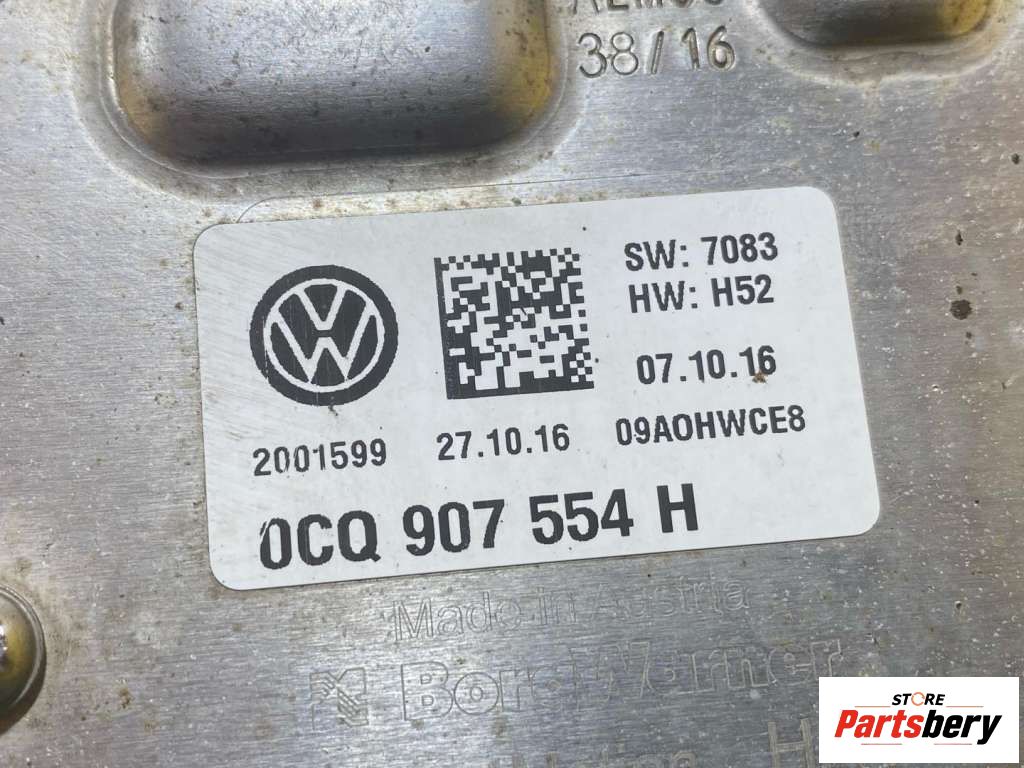 38/16
SW: 7083
HW: H52
07.10.16
2001599 27.10.16 09AOHWCE8
0CQ 907 554 H
Made in Austria
BorgWarner
STORE
Partsbery